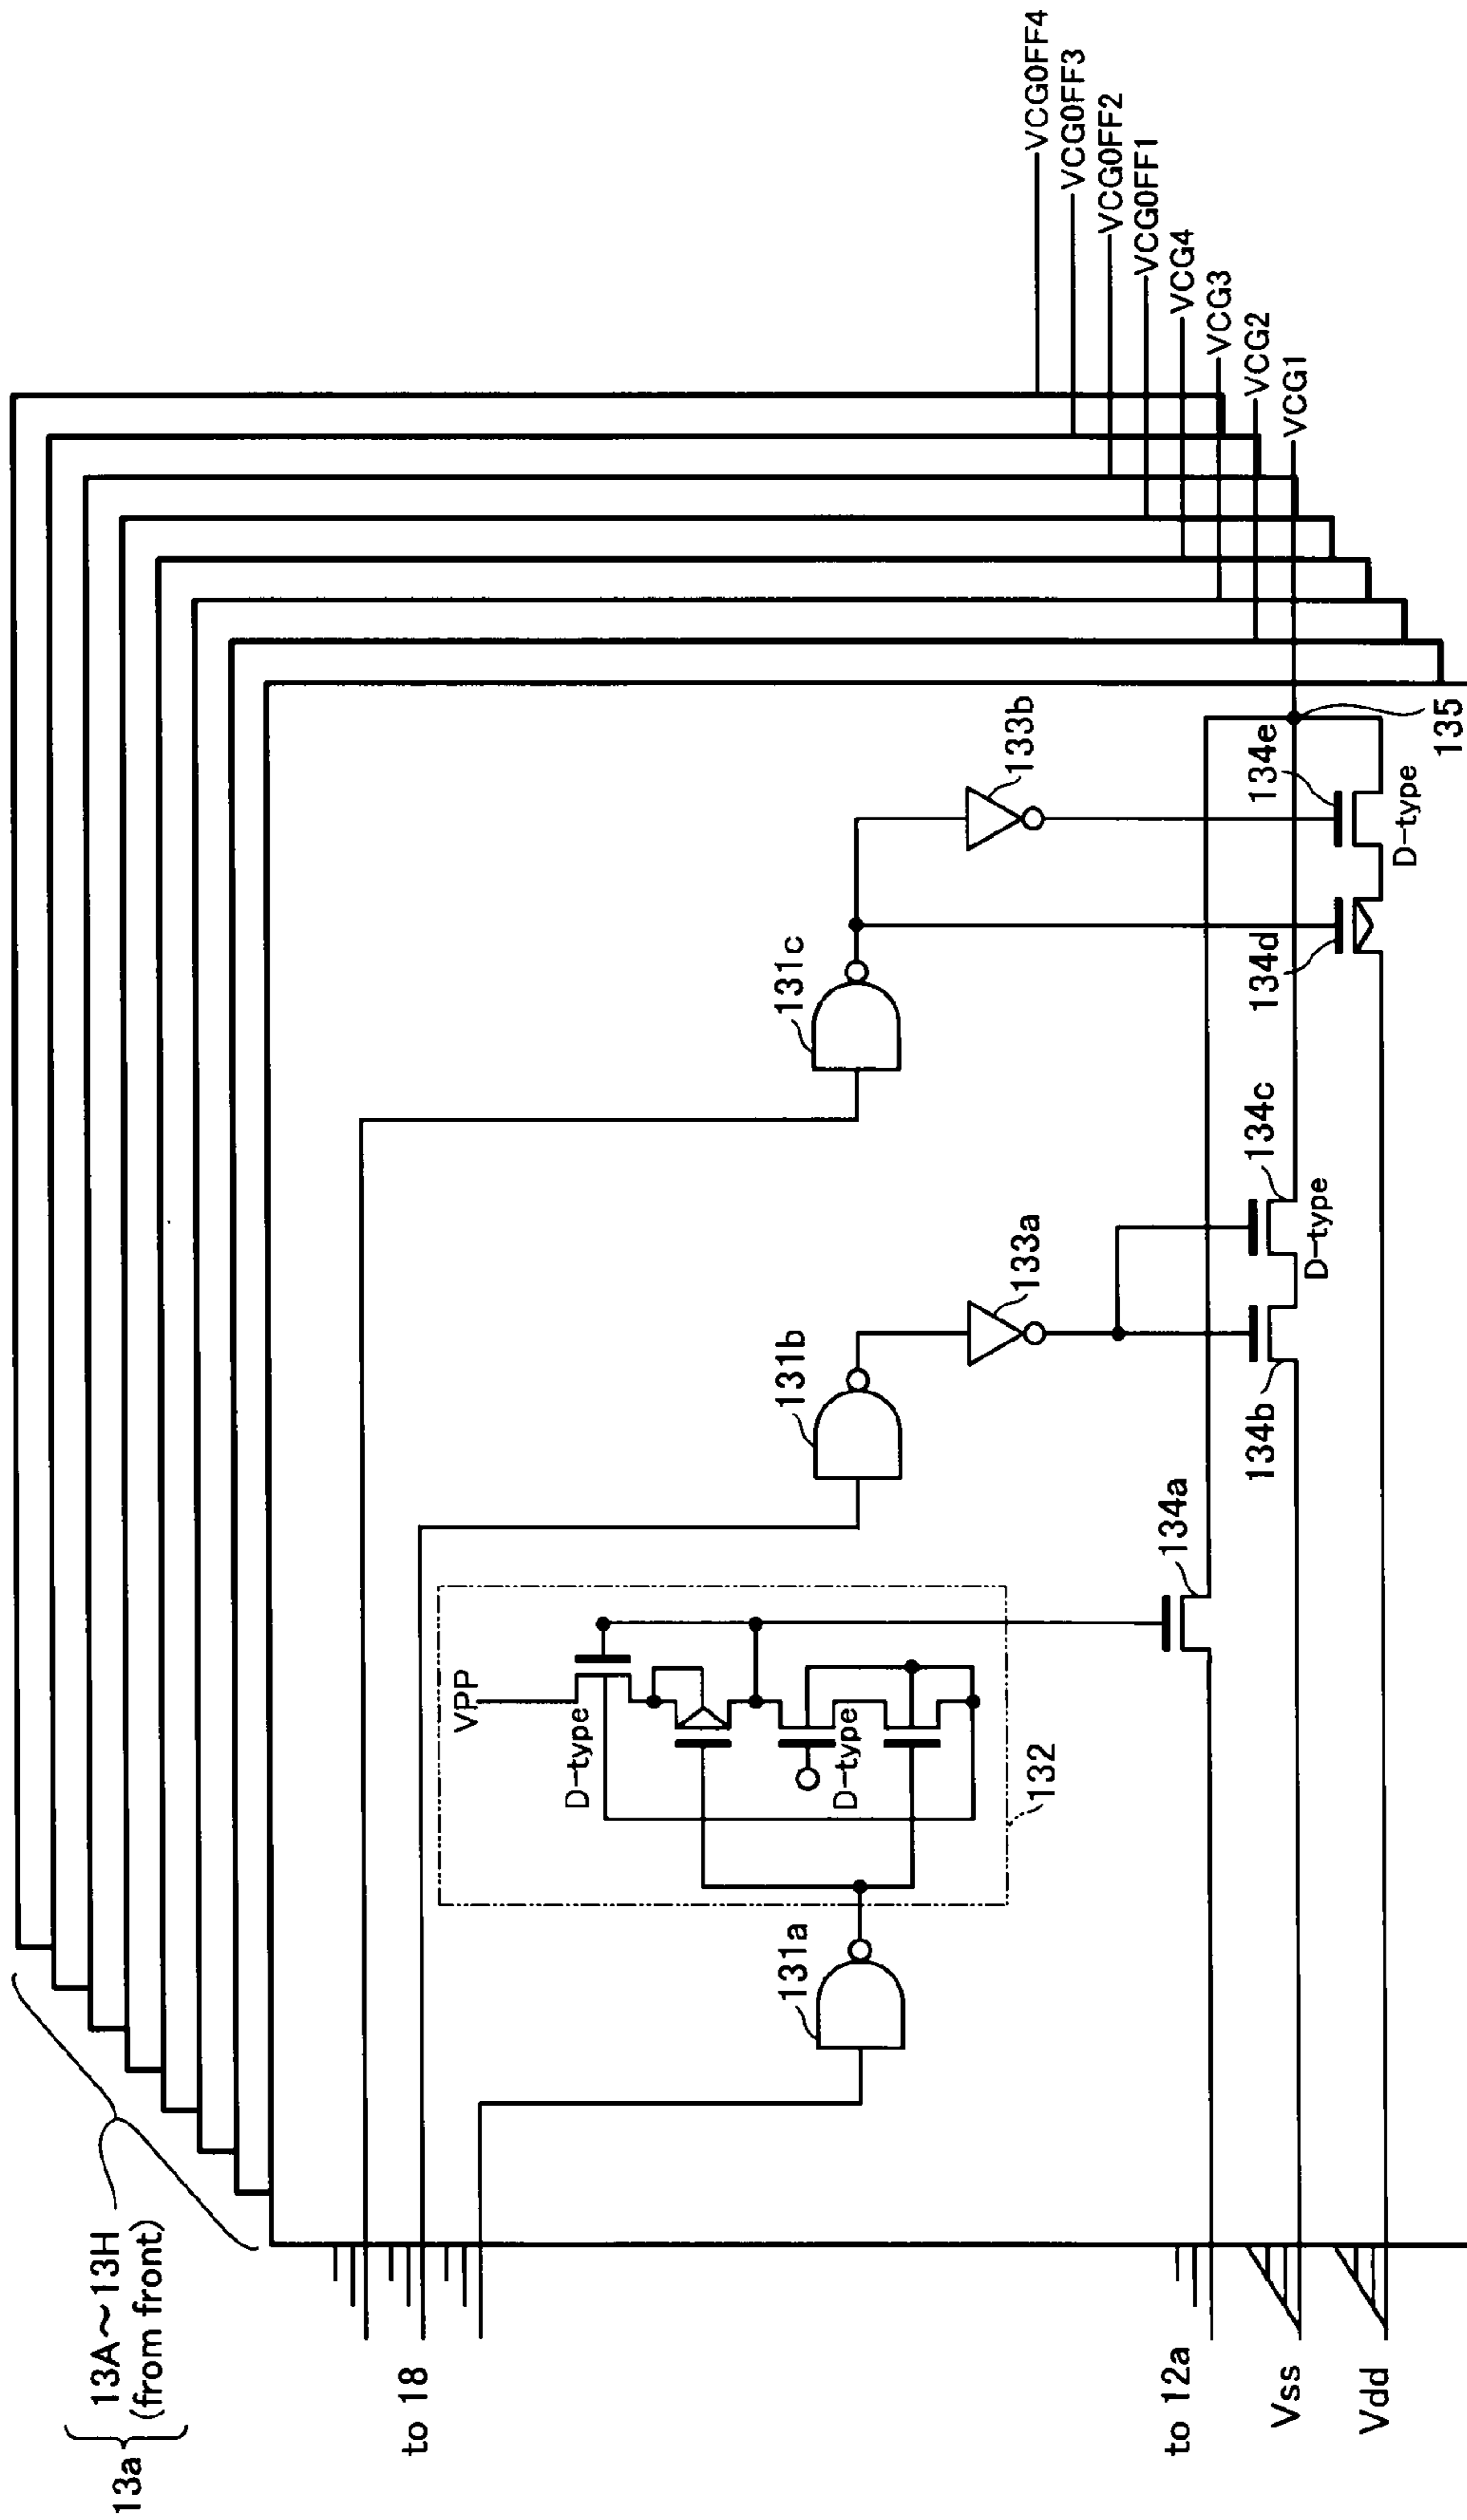 13a
13A~13H
(from front)
to 18
131a
132
VPP
D-type
D-type
131b
133a
131c
133b
to 12a
134a
134b
134c
D-type
134d
134e
D-type
135
Vss
Vdd
VCG0FF4
VCG0FF3
VCG0FF2
VCG0FF1
VCG4
VCG3
VCG2
VCG1